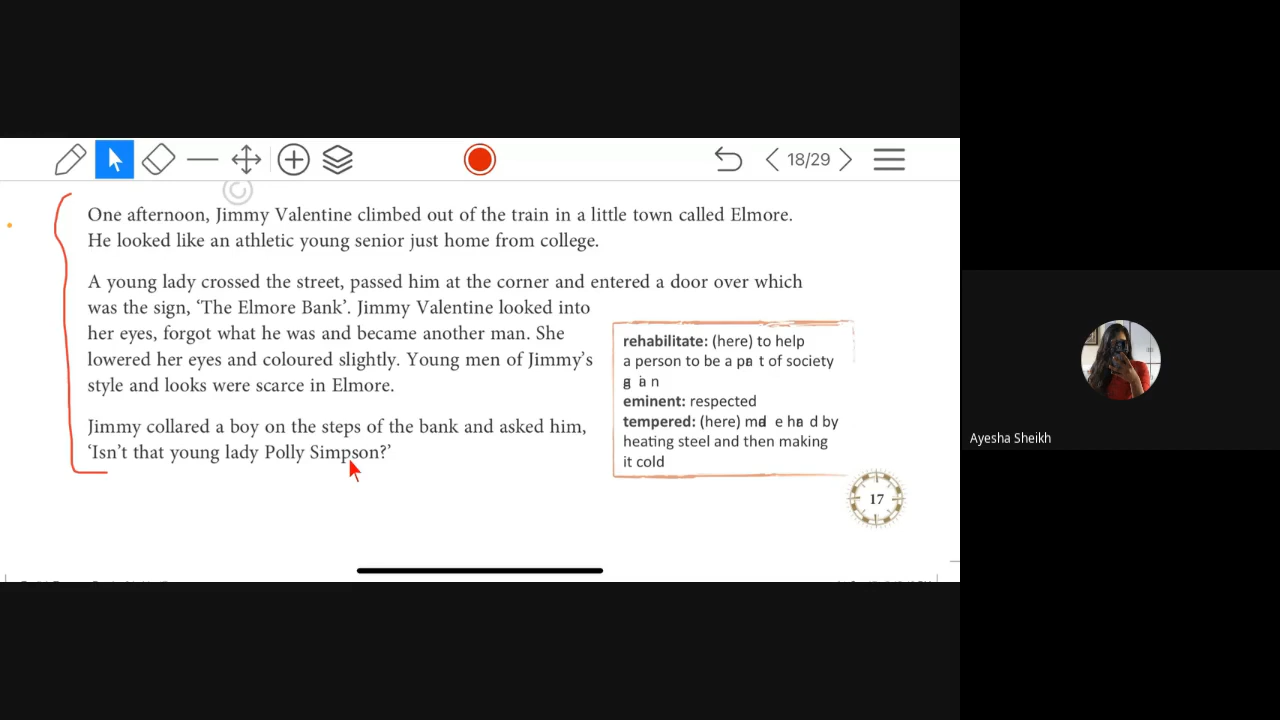 18/29
One afternoon, Jimmy Valentine climbed out of the train in a little town called Elmore.
He looked like an athletic young senior just home from college.
A young lady crossed the street, passed him at the corner and entered a door over which
was the sign, ‘The Elmore Bank’. Jimmy Valentine looked into
her eyes, forgot what he was and became another man. She
lowered her eyes and coloured slightly. Young men of Jimmy’s
style and looks were scarce in Elmore.
Jimmy collared a boy on the steps of the bank and asked him,
‘Isn’t that young lady Polly Simpson?’
rehabilitate: (here) to help
a person to be a pa t of society
eminent: respected
tempered: (here) by
heating steel and then making
it cold
17
Ayesha Sheikh